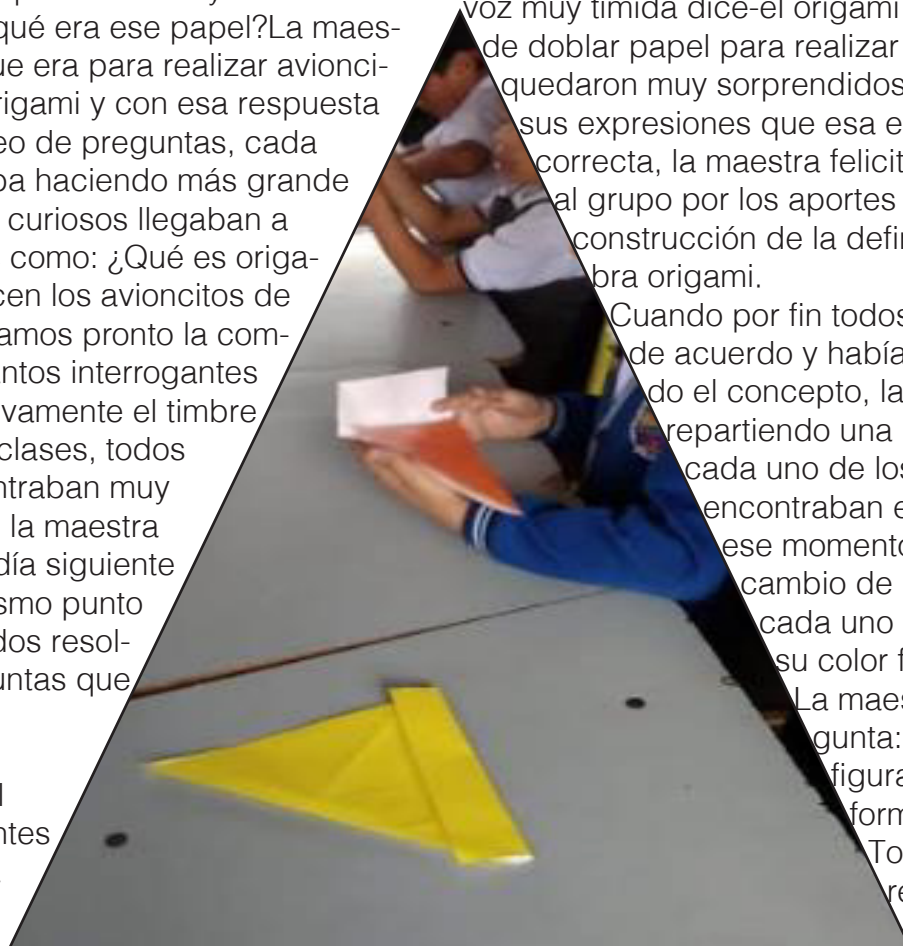 qué era ese papel?La maes-
ue era para realizar avionci-
rigami y con esa respuesta
eo de preguntas, cada
ba haciendo más grande
curiosos llegaban a
como: ¿Qué es origa-
cen los avioncitos de
amos pronto la com-
ntos interrogantes
vamente el timbre
clases, todos
ntraban muy
la maestra
día siguiente
smo punto
dos resol-
untas que
ntes
voz muy tímida dice-el origami
de doblar papel para realizar
quedaron muy sorprendidos
sus expresiones que esa e
correcta, la maestra felicit
al grupo por los aportes
construcción de la defin
bra origami.
Cuando por fin todos
de acuerdo y había
do el concepto, la
repartiendo una
cada uno de los
encontraban e
ese momento
cambio de
cada uno
su color f
La maes
gunta:
figura
form
To
re